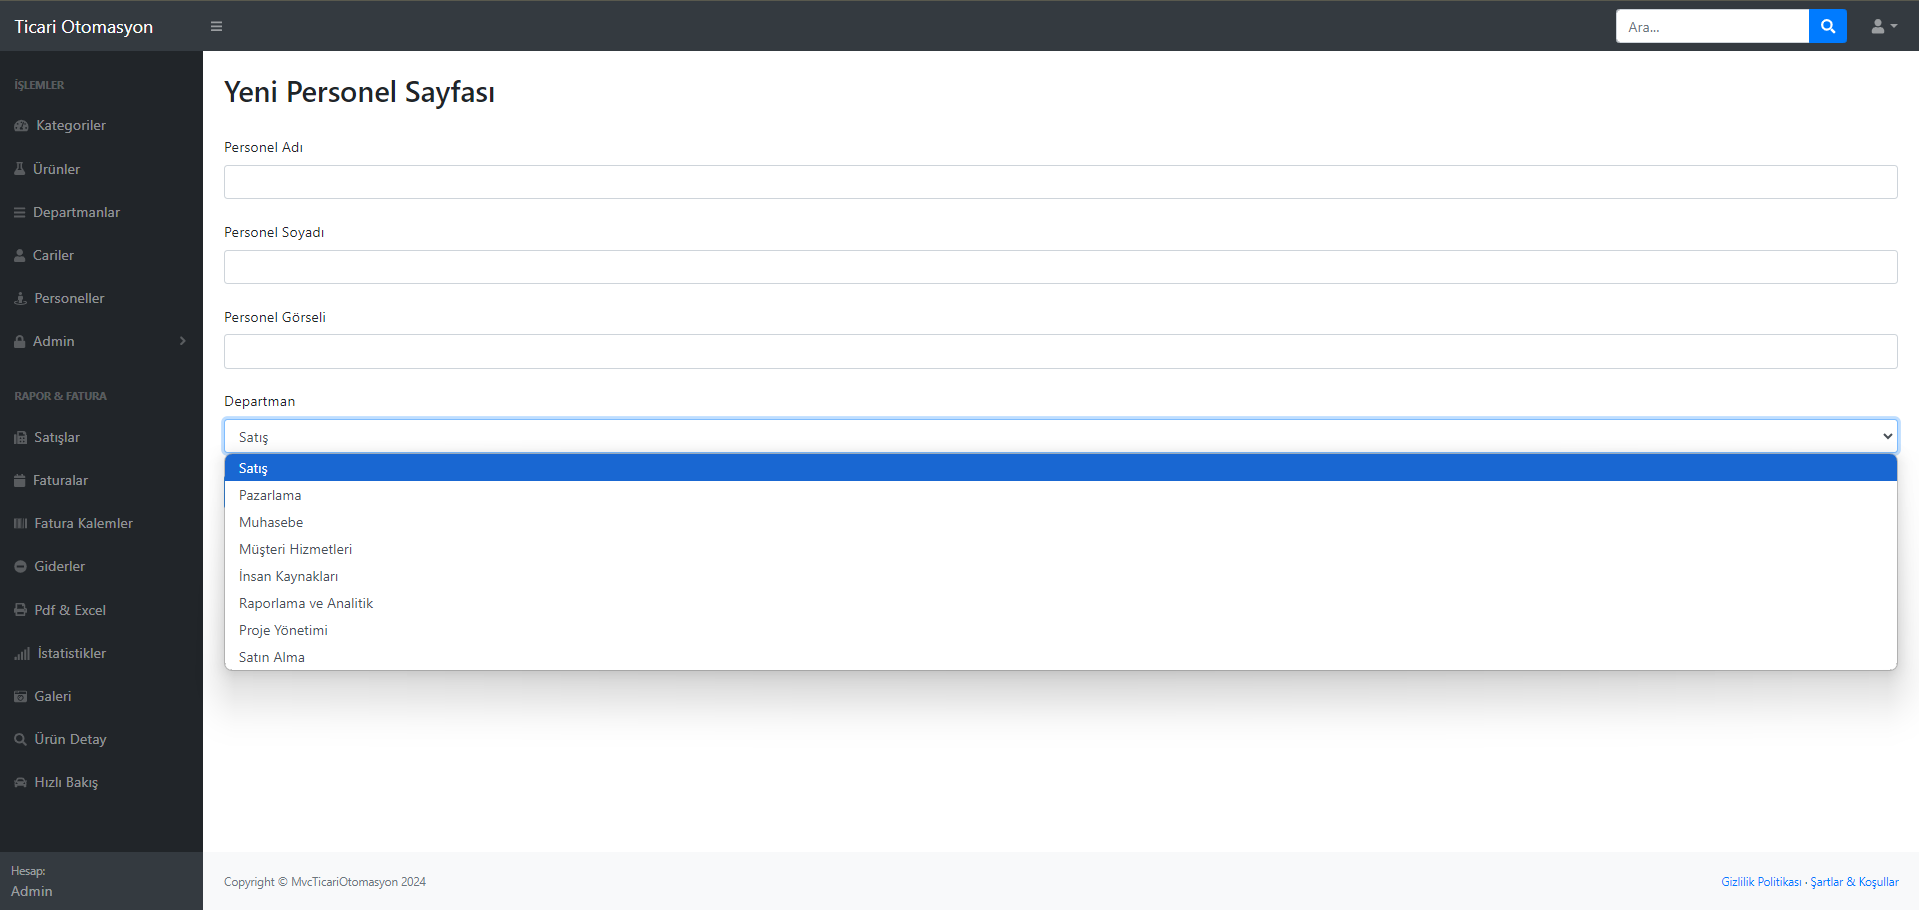 Ticari Otomasyon
Ara...
İŞLEMLER
Kategoriler
Ürünler
Departmanlar
Cariler
Personeller
Admin
RAPOR & FATURA
Satışlar
Faturalar
Fatura Kalemler
Giderler
Pdf & Excel
İstatistikler
Galeri
Ürün Detay
Hızlı Bakış
Hesap:
Admin
Yeni Personel Sayfası
Personel Adı
Personel Soyadı
Personel Görseli
Departman
Satış
Satış
Pazarlama
Muhasebe
Müşteri Hizmetleri
İnsan Kaynakları
Raporlama ve Analitik
Proje Yönetimi
Satın Alma
Copyright © MvcTicariOtomasyon 2024
Gizlilik Politikası · Şartlar & Koşullar